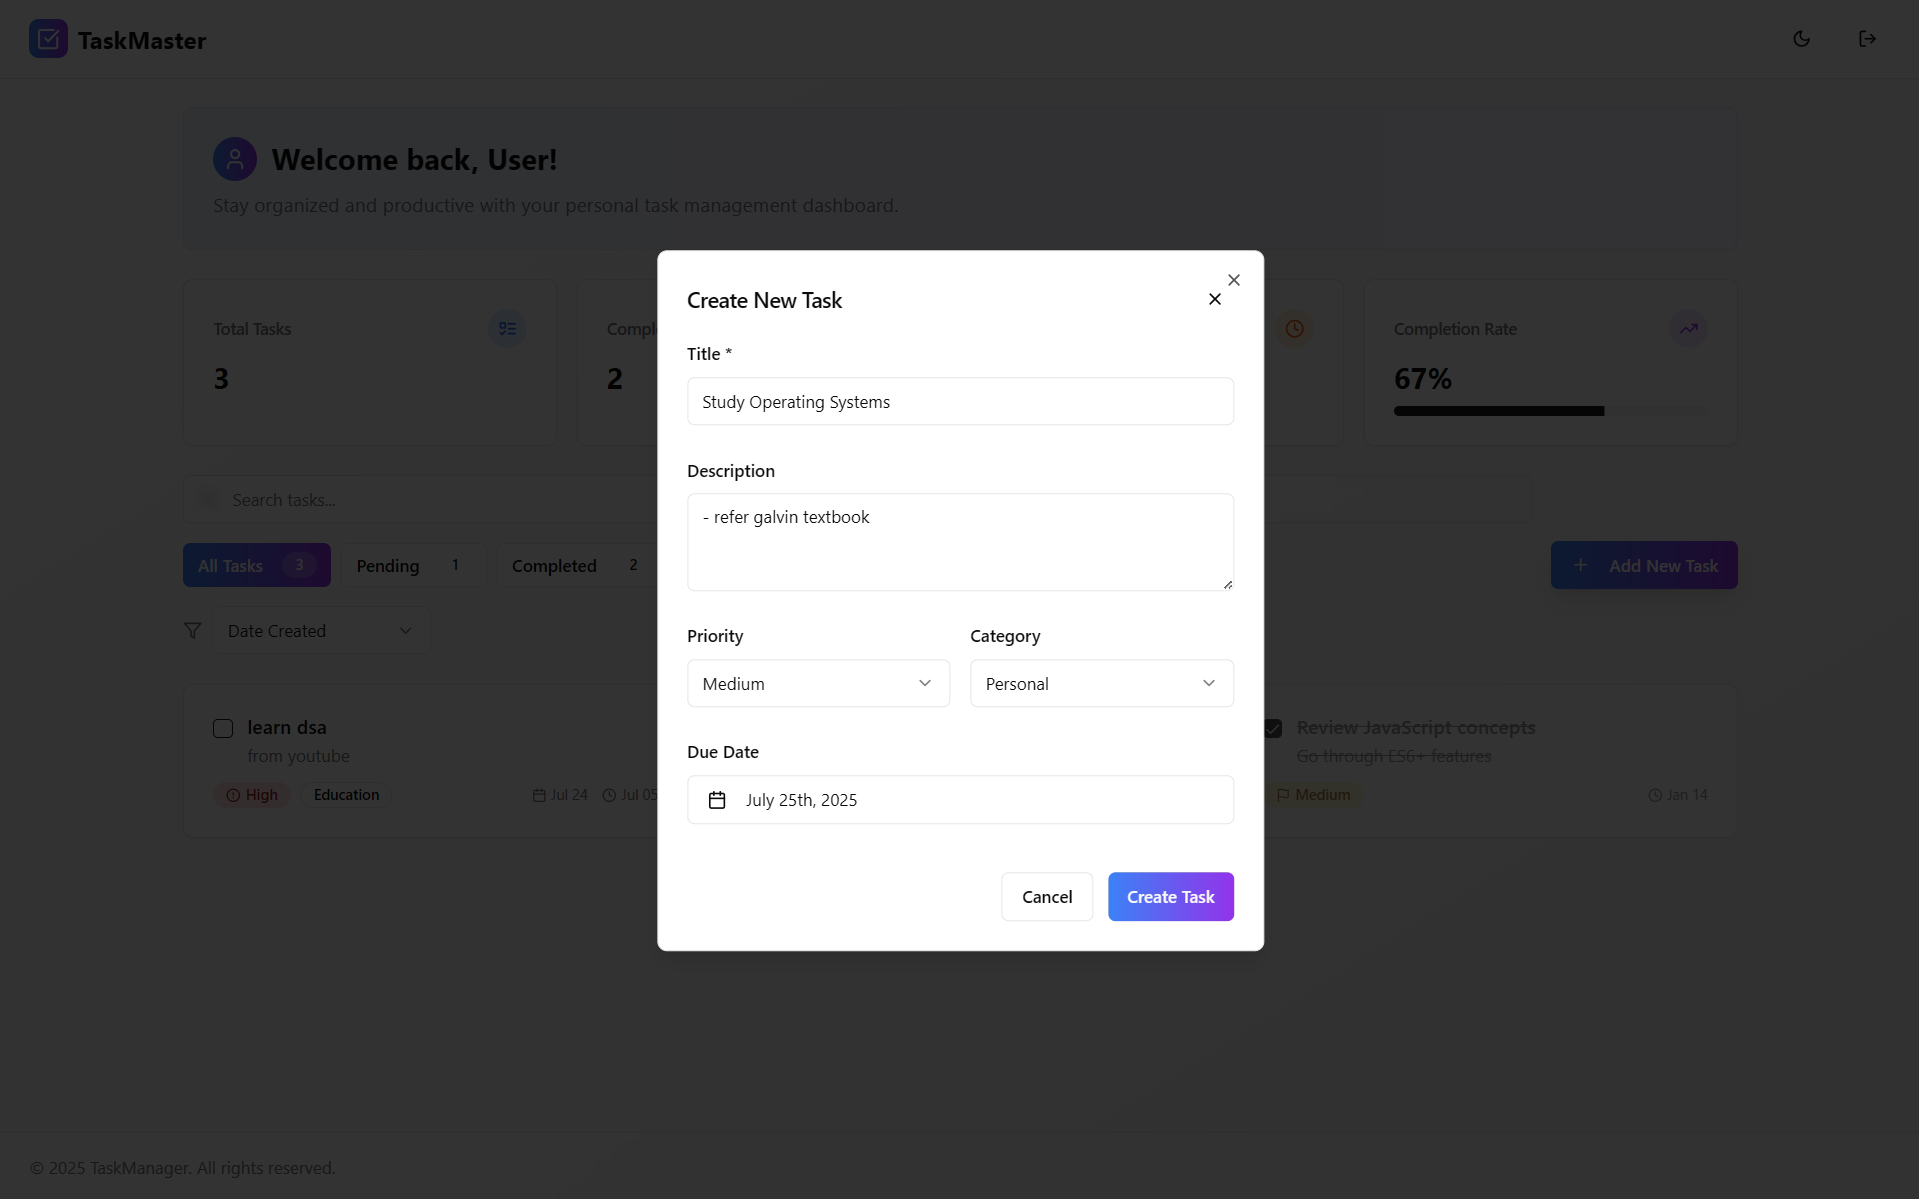 TaskMaster
Welcome back, User!
Stay organized and productive with your personal task management dashboard.
Total Tasks
3
2
Completion Rate
67%
Search tasks...
All Tasks 3
Pending 1
Completed 2
Add New Task
Date Created
learn dsa
from youtube
High
Education
Jul 24
Jul 05
Review JavaScript concepts
Go through ES6+ features
Medium
Jan 14
Create New Task
Title *
Study Operating Systems
Description
- refer galvin textbook
Priority
Category
Medium
Personal
Due Date
July 25th, 2025
Cancel
Create Task
© 2025 TaskManager. All rights reserved.